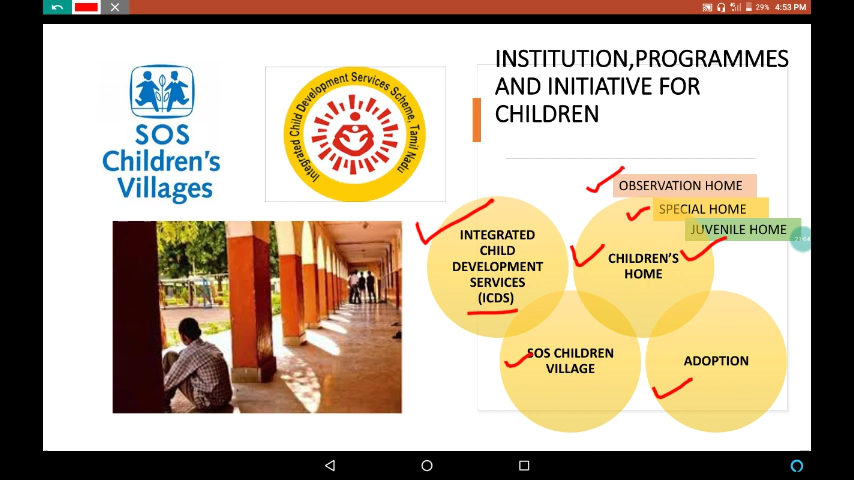 29% 4:53 PM
SOS
Children's
Villages
Integrated Child Development Services Scheme, Tamil Nadu
INSTITUTION,PROGRAMMES
AND INITIATIVE FOR
CHILDREN
OBSERVATION HOME
SPECIAL HOME
JUVENILE HOME
INTEGRATED
CHILD
DEVELOPMENT
SERVICES
(ICDS)
CHILDREN'S
HOME
SOS CHILDREN
VILLAGE
ADOPTION